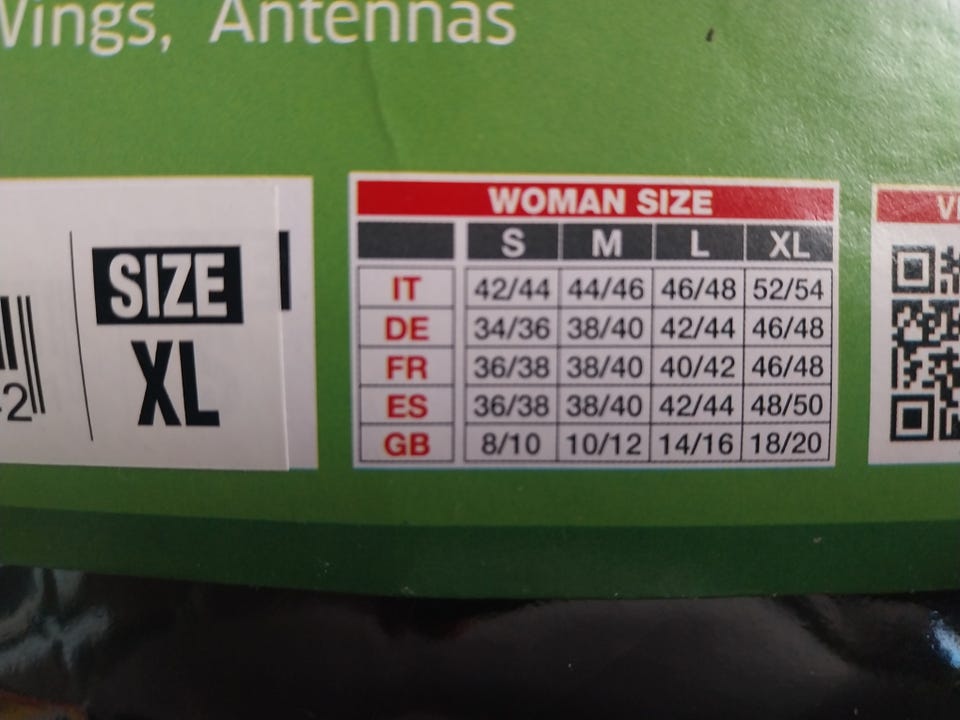 Wings, Antennas
SIZE
XL
2
WOMAN SIZE
S M L XL
IT 42/44 44/46 46/48 52/54
DE 34/36 38/40 42/44 46/48
FR 36/38 38/40 40/42 46/48
ES 36/38 38/40 42/44 48/50
GB 8/10 10/12 14/16 18/20